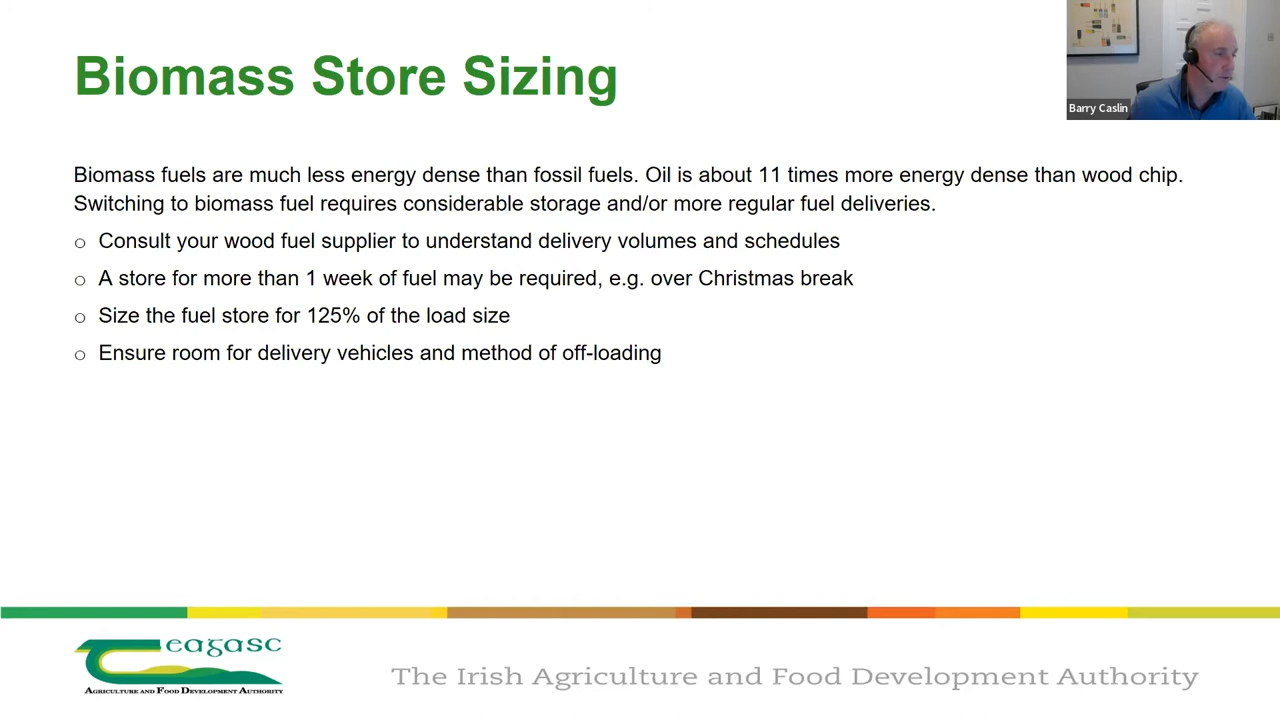 Biomass Store Sizing
Barry Caslin
Biomass fuels are much less energy dense than fossil fuels. Oil is about 11 times more energy dense than wood chip.
Switching to biomass fuel requires considerable storage and/or more regular fuel deliveries.
o Consult your wood fuel supplier to understand delivery volumes and schedules
o A store for more than 1 week of fuel may be required, e.g. over Christmas break
o Size the fuel store for 125% of the load size
o Ensure room for delivery vehicles and method of off-loading
eagasc
AGRICULTURE AND FOOD DEVELOPMENT AUTHORITY
The Irish Agriculture and Food Development Authority